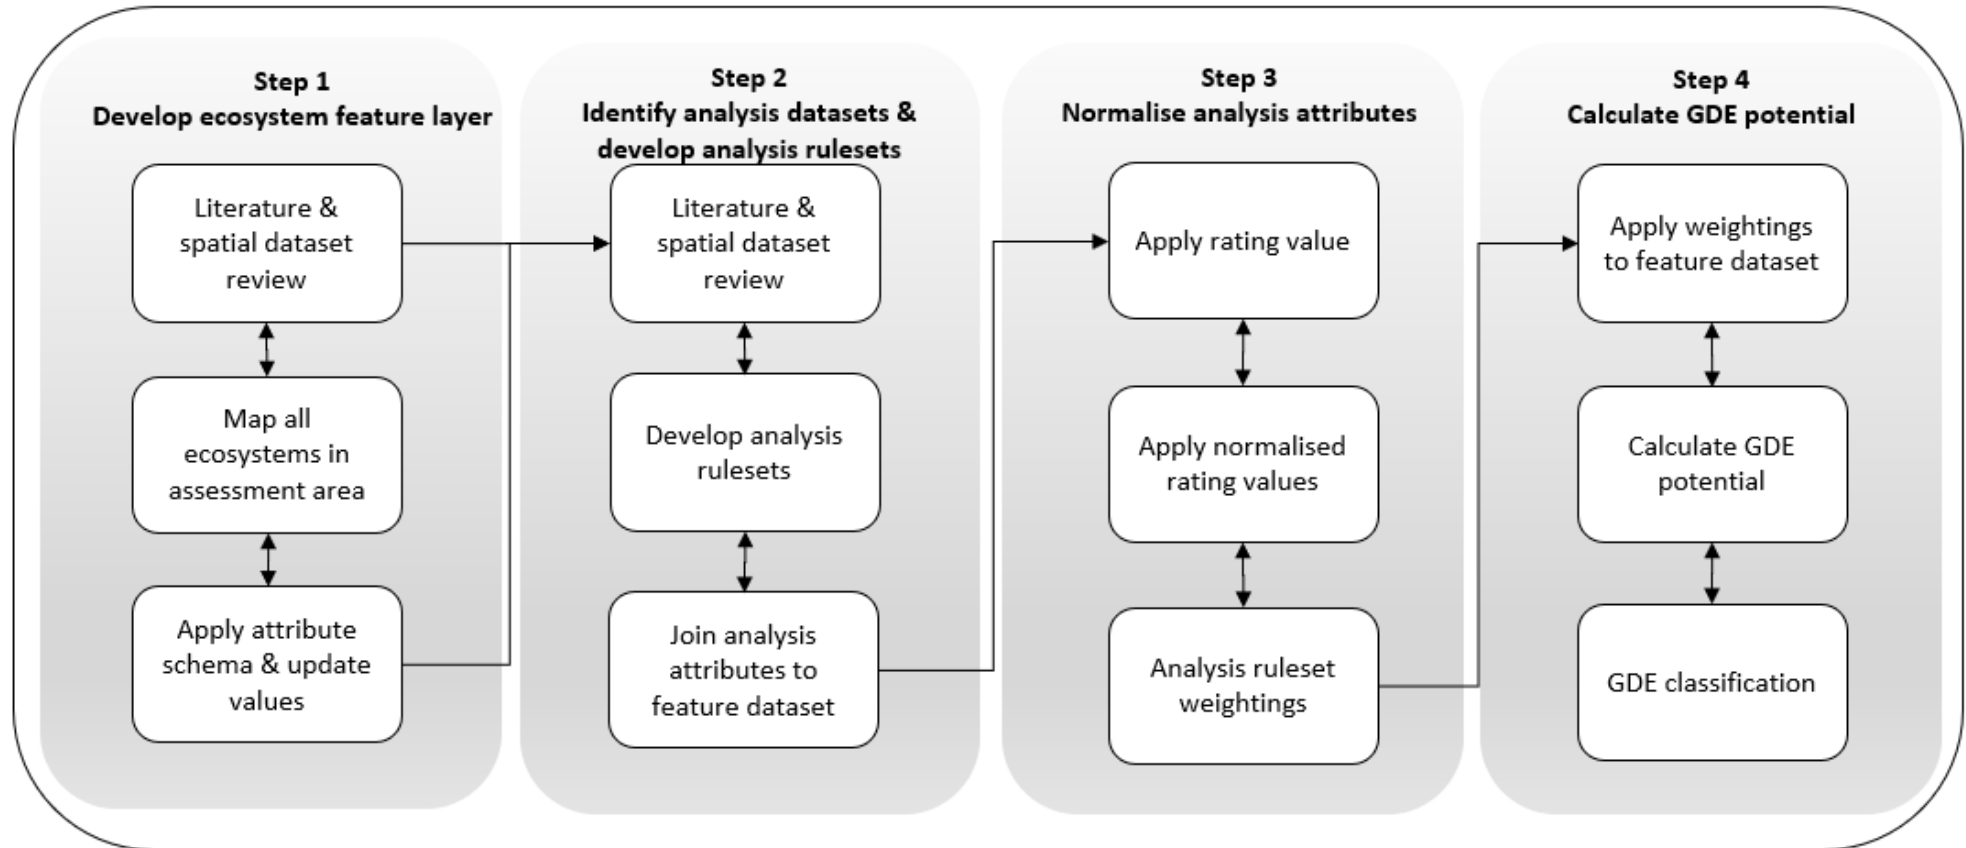 Step 1
Develop ecosystem feature layer
Literature &
spatial dataset
review
Map all
ecosystems in
assessment area
Apply attribute
schema & update
values
Step 2
Identify analysis datasets &
develop analysis rulesets
Literature &
spatial dataset
review
Develop analysis
rulesets
Join analysis
attributes to
feature dataset
Step 3
Normalise analysis attributes
Apply rating value
Apply normalised
rating values
Analysis ruleset
weightings
Step 4
Calculate GDE potential
Apply weightings
to feature dataset
Calculate GDE
potential
GDE classification